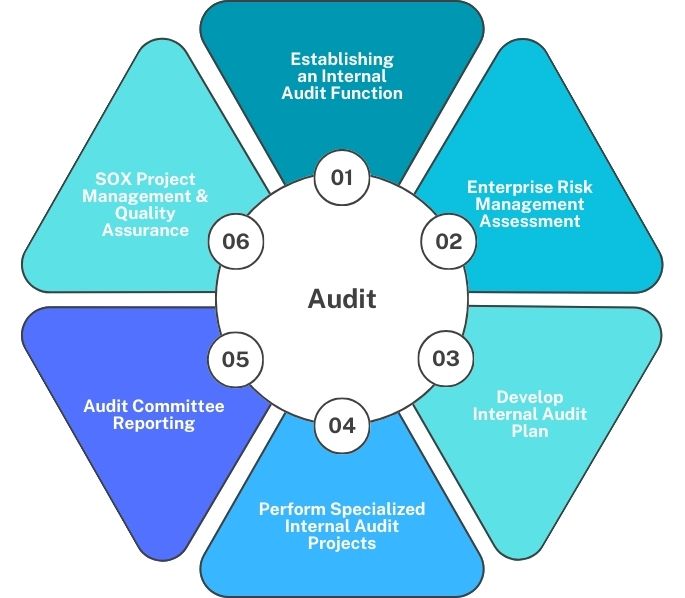 Establishing
an Internal
Audit Function
01
Enterprise Risk
Management
Assessment
02
Develop
Internal Audit
Plan
03
Perform Specialized
Internal Audit
Projects
04
Audit Committee
Reporting
05
SOX Project
Management &
Quality
Assurance
06
Audit